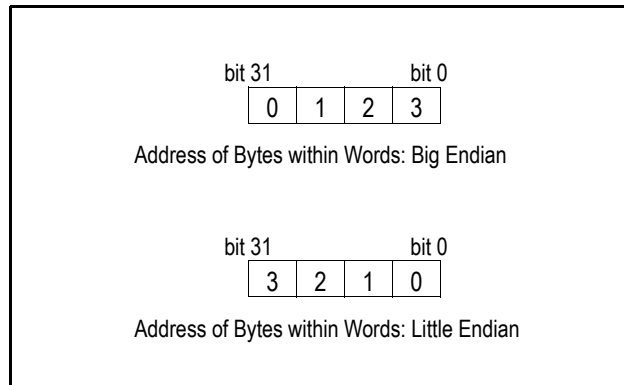 bit 31 bit 0
0 1 2 3
Address of Bytes within Words: Big Endian
bit 31 bit 0
3 2 1 0
Address of Bytes within Words: Little Endian